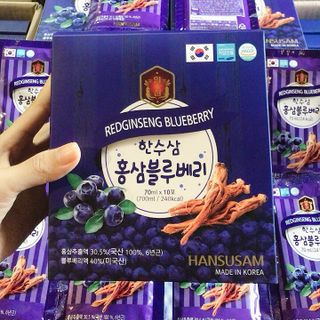 REDGINSENG BLUEBERRY
한수삼
홍삼블루베리
70ml x 10포
(700ml / 240kcal)
홍삼추출액 30.5%(국산 100%, 6년근)
블루베리액 40%(미국산)
HANSUSAM
MADE IN KOREA